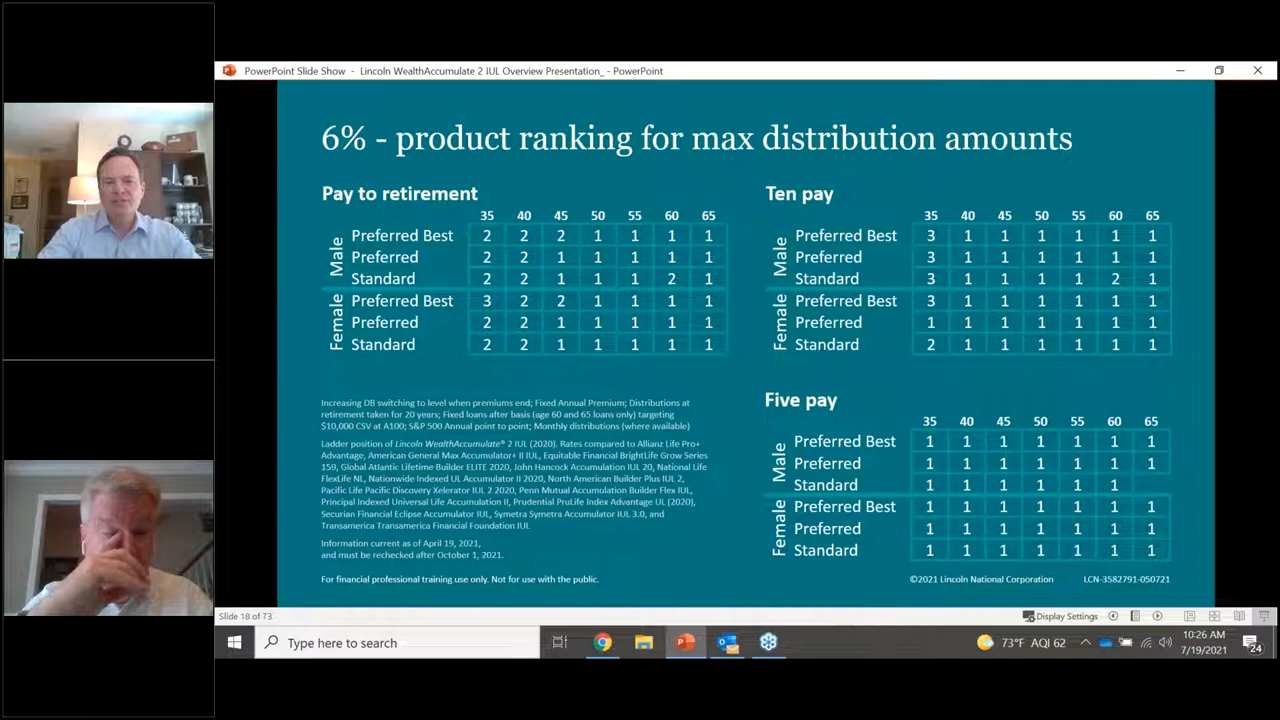 PowerPoint Slide Show - Lincoln WealthAccumulate 2 IUL Overview Presentation_ - PowerPoint
6% - product ranking for max distribution amounts
Pay to retirement
35 40 45 50 55 60 65
Male
Preferred Best 2 2 2 1 1 1 1
Preferred 2 2 1 1 1 1 1
Standard 2 2 1 1 1 2 1
Female
Preferred Best 3 2 2 1 1 1 1
Preferred 2 2 1 1 1 1 1
Standard 2 2 1 1 1 1 1
Ten pay
35 40 45 50 55 60 65
Male
Preferred Best 3 1 1 1 1 1 1
Preferred 3 1 1 1 1 1 1
Standard 3 1 1 1 1 2 1
Female
Preferred Best 3 1 1 1 1 1 1
Preferred 1 1 1 1 1 1 1
Standard 2 1 1 1 1 1 1
Increasing DB switching to level when premiums end; Fixed Annual Premium; Distributions at
retirement taken for 20 years; Fixed loans after basis (age 60 and 65 loans only) targeting
$10,000 CSV at A100; S&P 500 Annual point to point; Monthly distributions (where available)
Ladder position of Lincoln WealthAccumulate® 2 IUL (2020). Rates compared to Allianz Life Pro+
Advantage, American General Max Accumulator+ II IUL, Equitable Financial BrightLife Grow Series
159, Global Atlantic Lifetime Builder ELITE 2020, John Hancock Accumulation IUL 20, National Life
FlexLife NL, Nationwide Indexed UL Accumulator II 2020, North American Builder Plus IUL 2,
Pacific Life Pacific Discovery Xelerator IUL 2 2020, Penn Mutual Accumulation Builder Flex IUL,
Principal Indexed Universal Life Accumulation II, Prudential PruLife Index Advantage UL (2020),
Securian Financial Eclipse Accumulator IUL, Symetra Symetra Accumulator IUL 3.0, and
Transamerica Transamerica Financial Foundation IUL
Information current as of April 19, 2021,
and must be rechecked after October 1, 2021.
For financial professional training use only. Not for use with the public.
Five pay
35 40 45 50 55 60 65
Male
Preferred Best 1 1 1 1 1 1 1
Preferred 1 1 1 1 1 1 1
Standard 1 1 1 1 1 1
Female
Preferred Best 1 1 1 1 1 1 1
Preferred 1 1 1 1 1 1 1
Standard 1 1 1 1 1 1 1
©2021 Lincoln National Corporation LCN-3582791-050721
Slide 18 of 73
Display Settings
Type here to search
73°F AQI 62
10:26 AM
7/19/2021
24